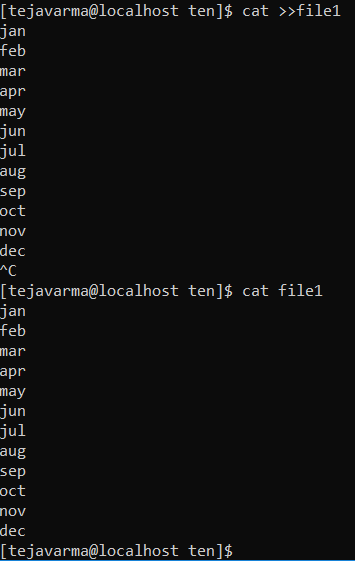 [tejavarma@localhost ten]$ cat >>file1
jan
feb
mar
apr
may
jun
jul
aug
sep
oct
nov
dec
^C
[tejavarma@localhost ten]$ cat file1
jan
feb
mar
apr
may
jun
jul
aug
sep
oct
nov
dec
[tejavarma@localhost ten]$